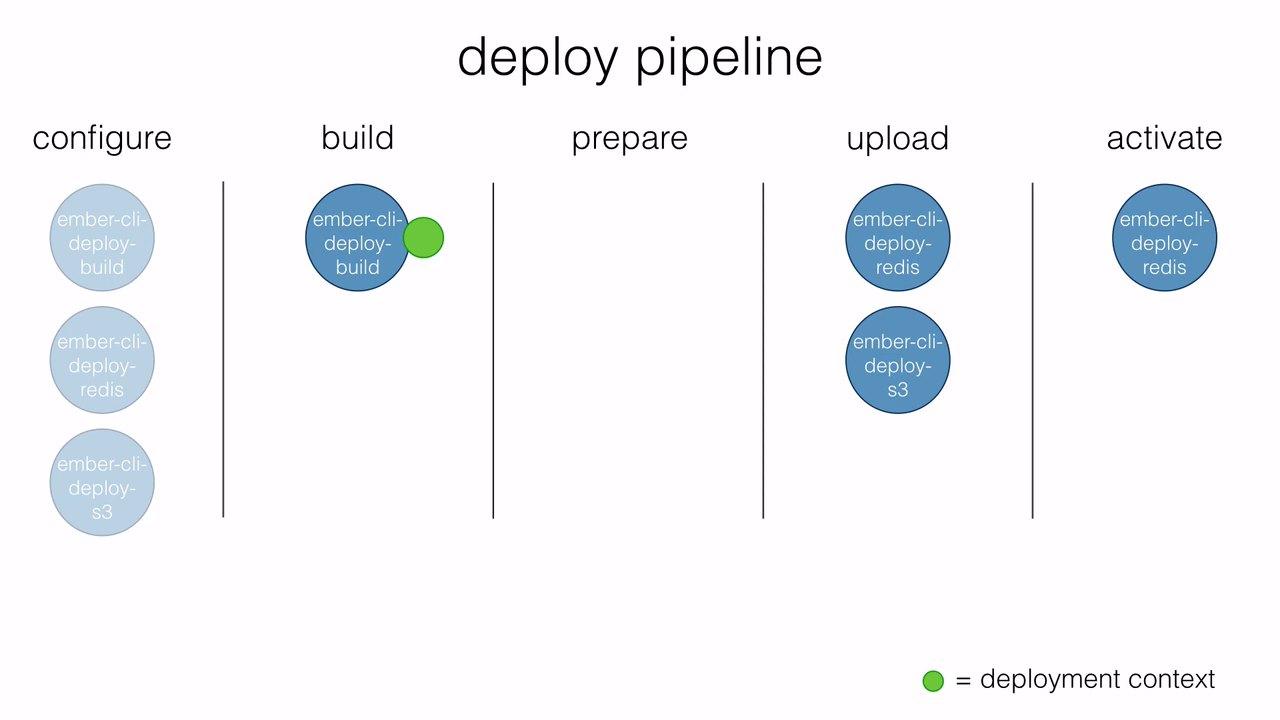 deploy pipeline
configure
build
prepare
upload
activate
ember-cli-
deploy-
build
ember-cli-
deploy-
redis
ember-cli-
deploy-
s3
ember-cli-
deploy-
build
ember-cli-
deploy-
redis
ember-cli-
deploy-
s3
ember-cli-
deploy-
redis
= deployment context